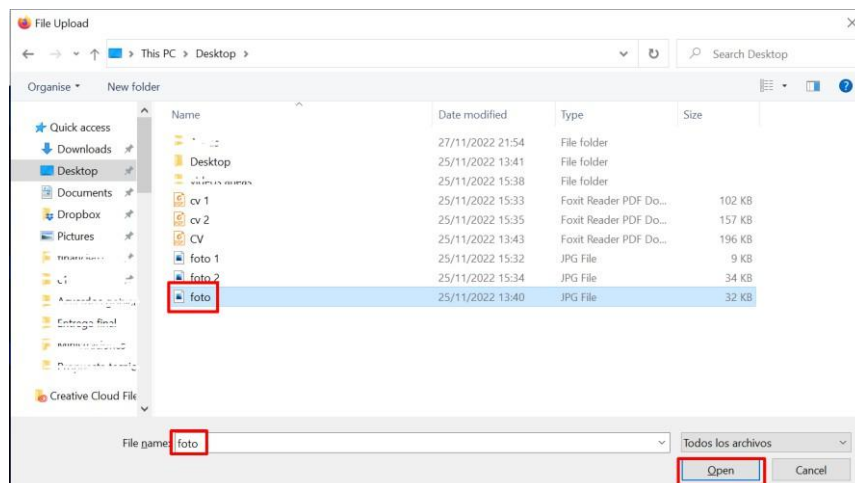 File Upload
This PC > Desktop >
Search Desktop
Organise
New folder
Name Date modified Type Size
27/11/2022 21:54 File folder
Desktop 25/11/2022 13:41 File folder
25/11/2022 15:38 File folder
cv 1 25/11/2022 15:33 Foxit Reader PDF Do... 102 KB
cv 2 25/11/2022 15:35 Foxit Reader PDF Do... 157 KB
CV 25/11/2022 13:43 Foxit Reader PDF Do... 196 KB
foto 1 25/11/2022 15:32 JPG File 9 KB
foto 2 25/11/2022 15:34 JPG File 34 KB
foto 25/11/2022 13:40 JPG File 32 KB
Quick access
Downloads
Desktop
Documents
Dropbox
Pictures
Entrega final
Creative Cloud File
File name: foto
Todos los archivos
Open
Cancel